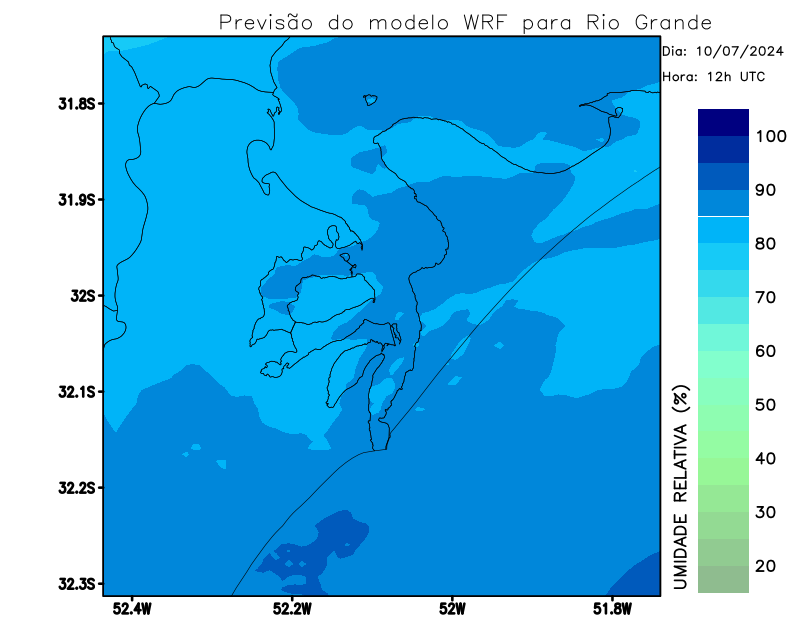 Previsão do modelo WRF para Rio Grande
Dia: 10/07/2024
Hora: 12h UTC
31.8S
31.9S
32S
32.1S
32.2S
32.3S
52.4W
52.2W
52W
51.8W
UMIDADE RELATIVA (%)
100
90
80
70
60
50
40
30
20